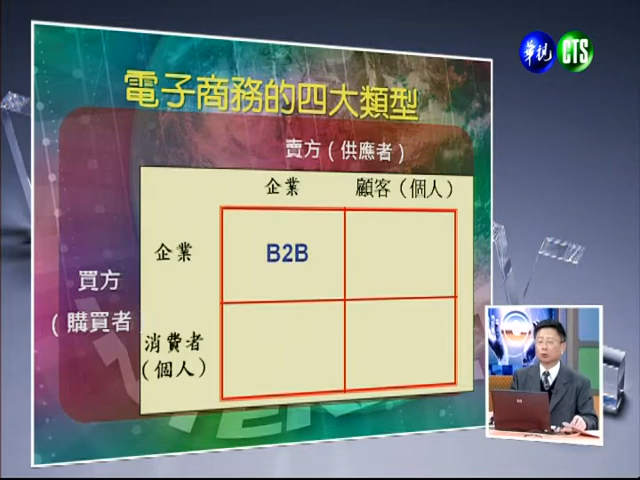 華視 CTS
電子商務的四大類型
賣方（供應者）
企業 顧客（個人）
企業 B2B
買方
（購買者
消費者
（個人）